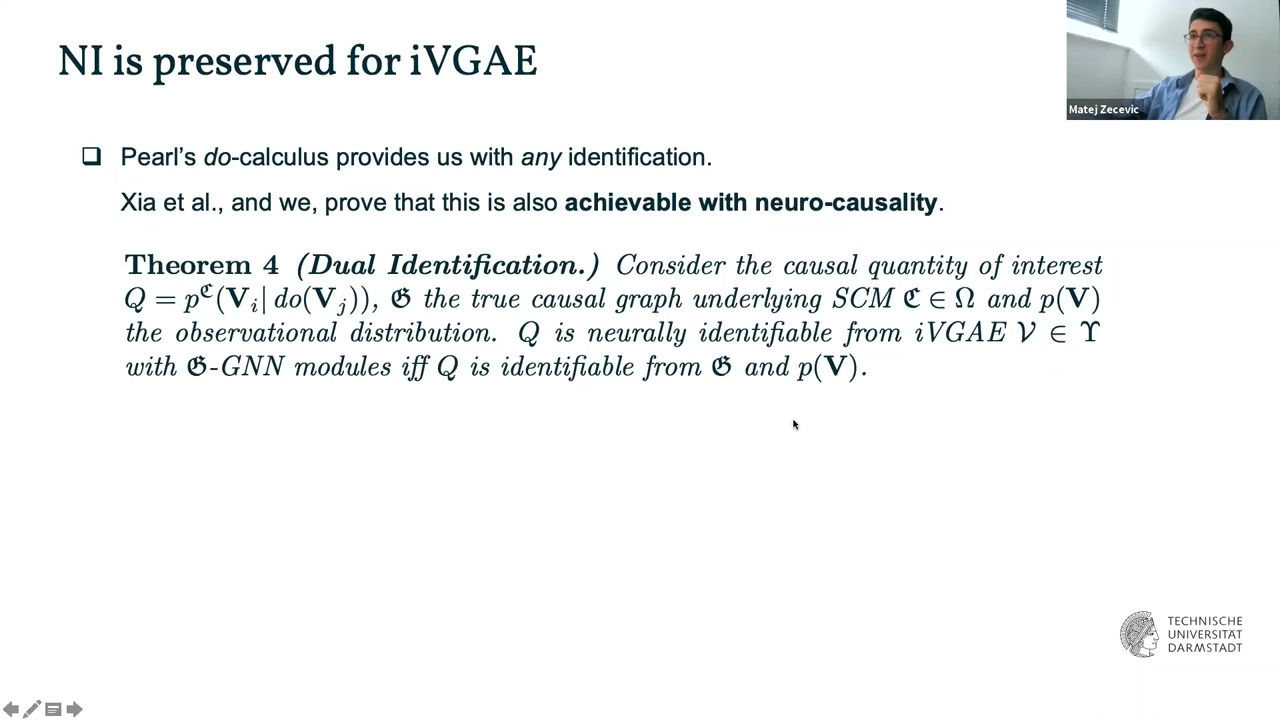 NI is preserved for iVGAE
Matej Zecevic
❑ Pearl's do-calculus provides us with any identification.
Xia et al., and we, prove that this is also achievable with neuro-causality.
Theorem 4 (Dual Identification.) Consider the causal quantity of interest
Q = p^ℭ(V_i| do(V_j)), 𝕲 the true causal graph underlying SCM ℭ ∈ Ω and p(V)
the observational distribution. Q is neurally identifiable from iVGAE 𝒱 ∈ ϒ
with 𝕲-GNN modules iff Q is identifiable from 𝕲 and p(V).
TECHNISCHE
UNIVERSITÄT
DARMSTADT